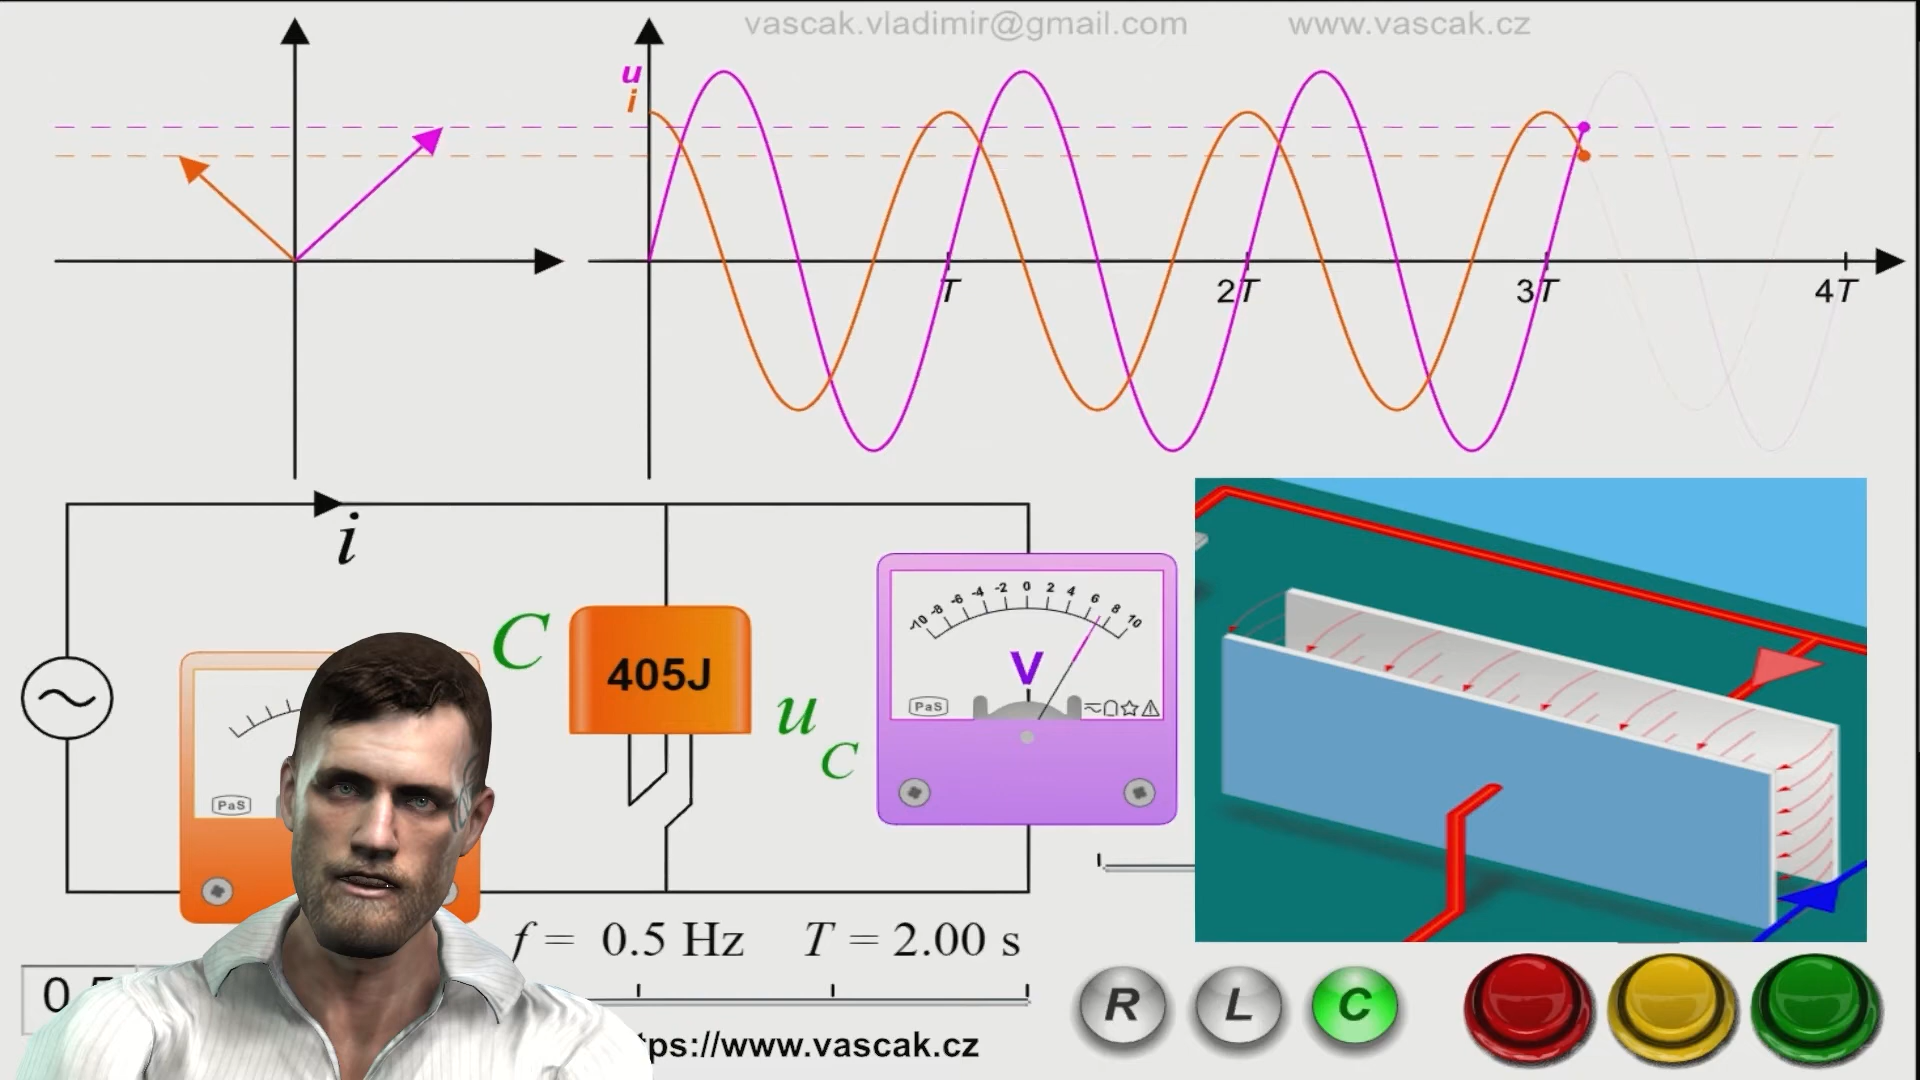 vascak.vladimir@gmail.com www.vascak.cz
u
i
T 2T 3T 4T
i
C
405J
u C
-10 -8 -6 -4 -2 0 2 4 6 8 10
V
PaS
PaS
f = 0.5 Hz T = 2.00 s
R L C
www.vascak.cz